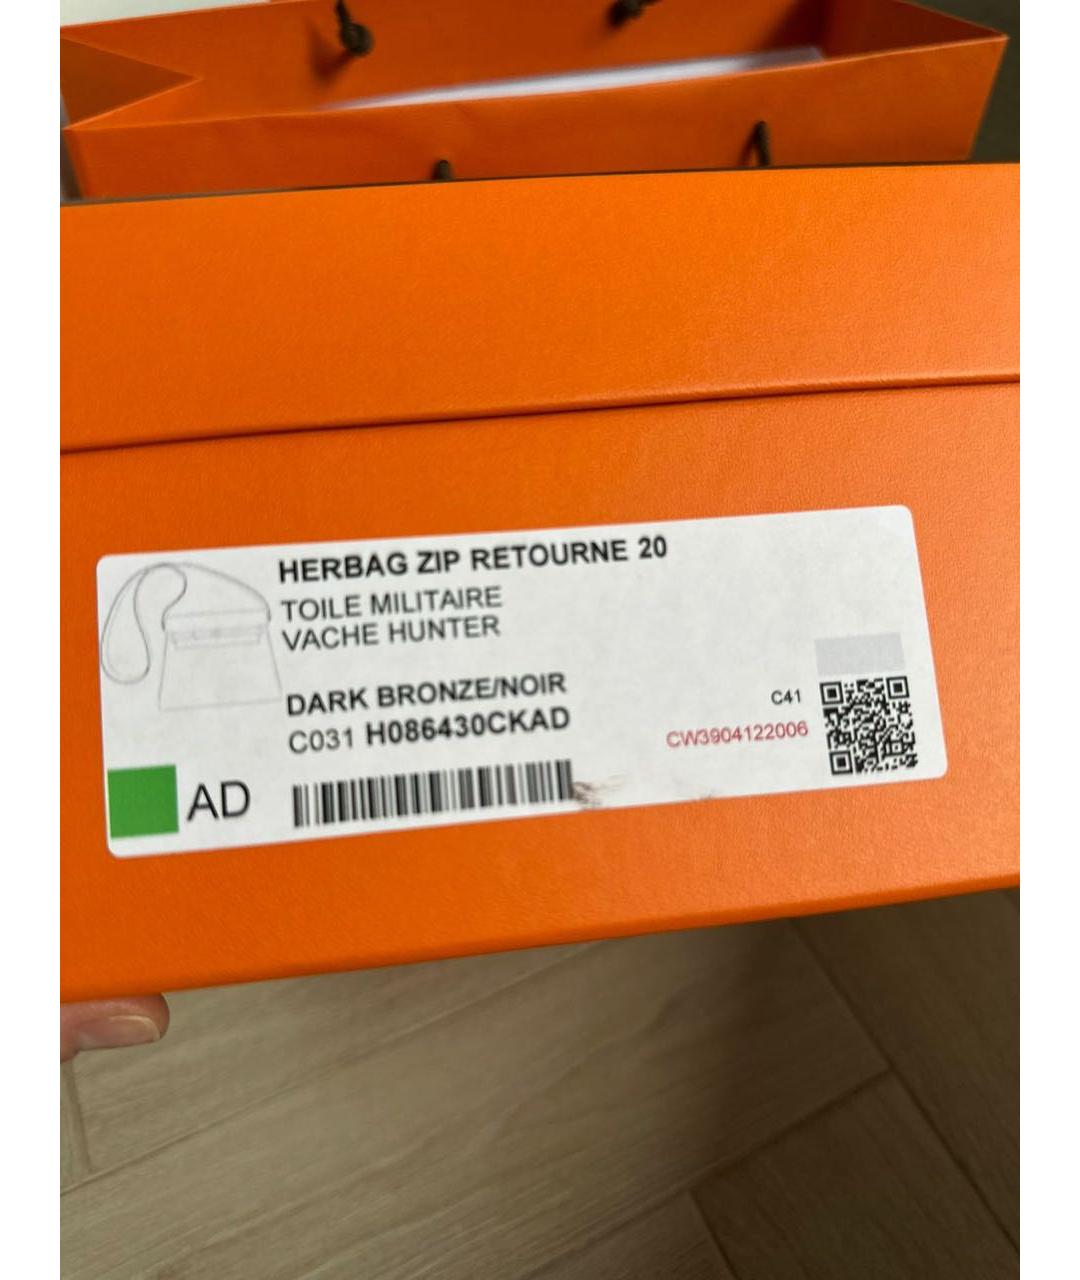 HERBAG ZIP RETOURNE 20
TOILE MILITAIRE
VACHE HUNTER
DARK BRONZE/NOIR
C031 H086430CKAD
C41
CW3904122006
AD